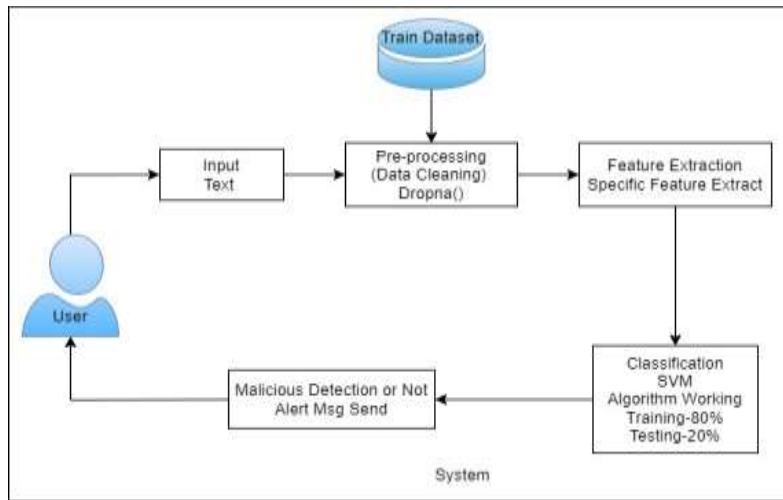 Train Dataset
Input
Text
Pre-processing
(Data Cleaning)
Dropna()
Feature Extraction
Specific Feature Extract
User
Malicious Detection or Not
Alert Msg Send
Classification
SVM
Algorithm Working
Training-80%
Testing-20%
System